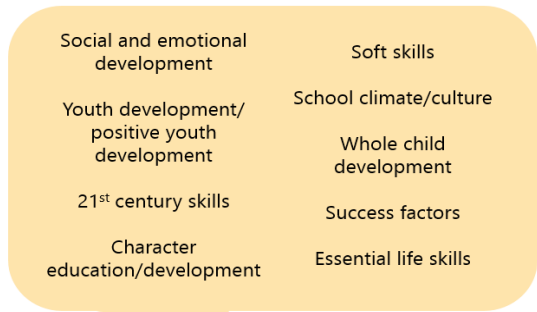 Social and emotional
development
Youth development/
positive youth
development
21st century skills
Character
education/development
Soft skills
School climate/culture
Whole child
development
Success factors
Essential life skills